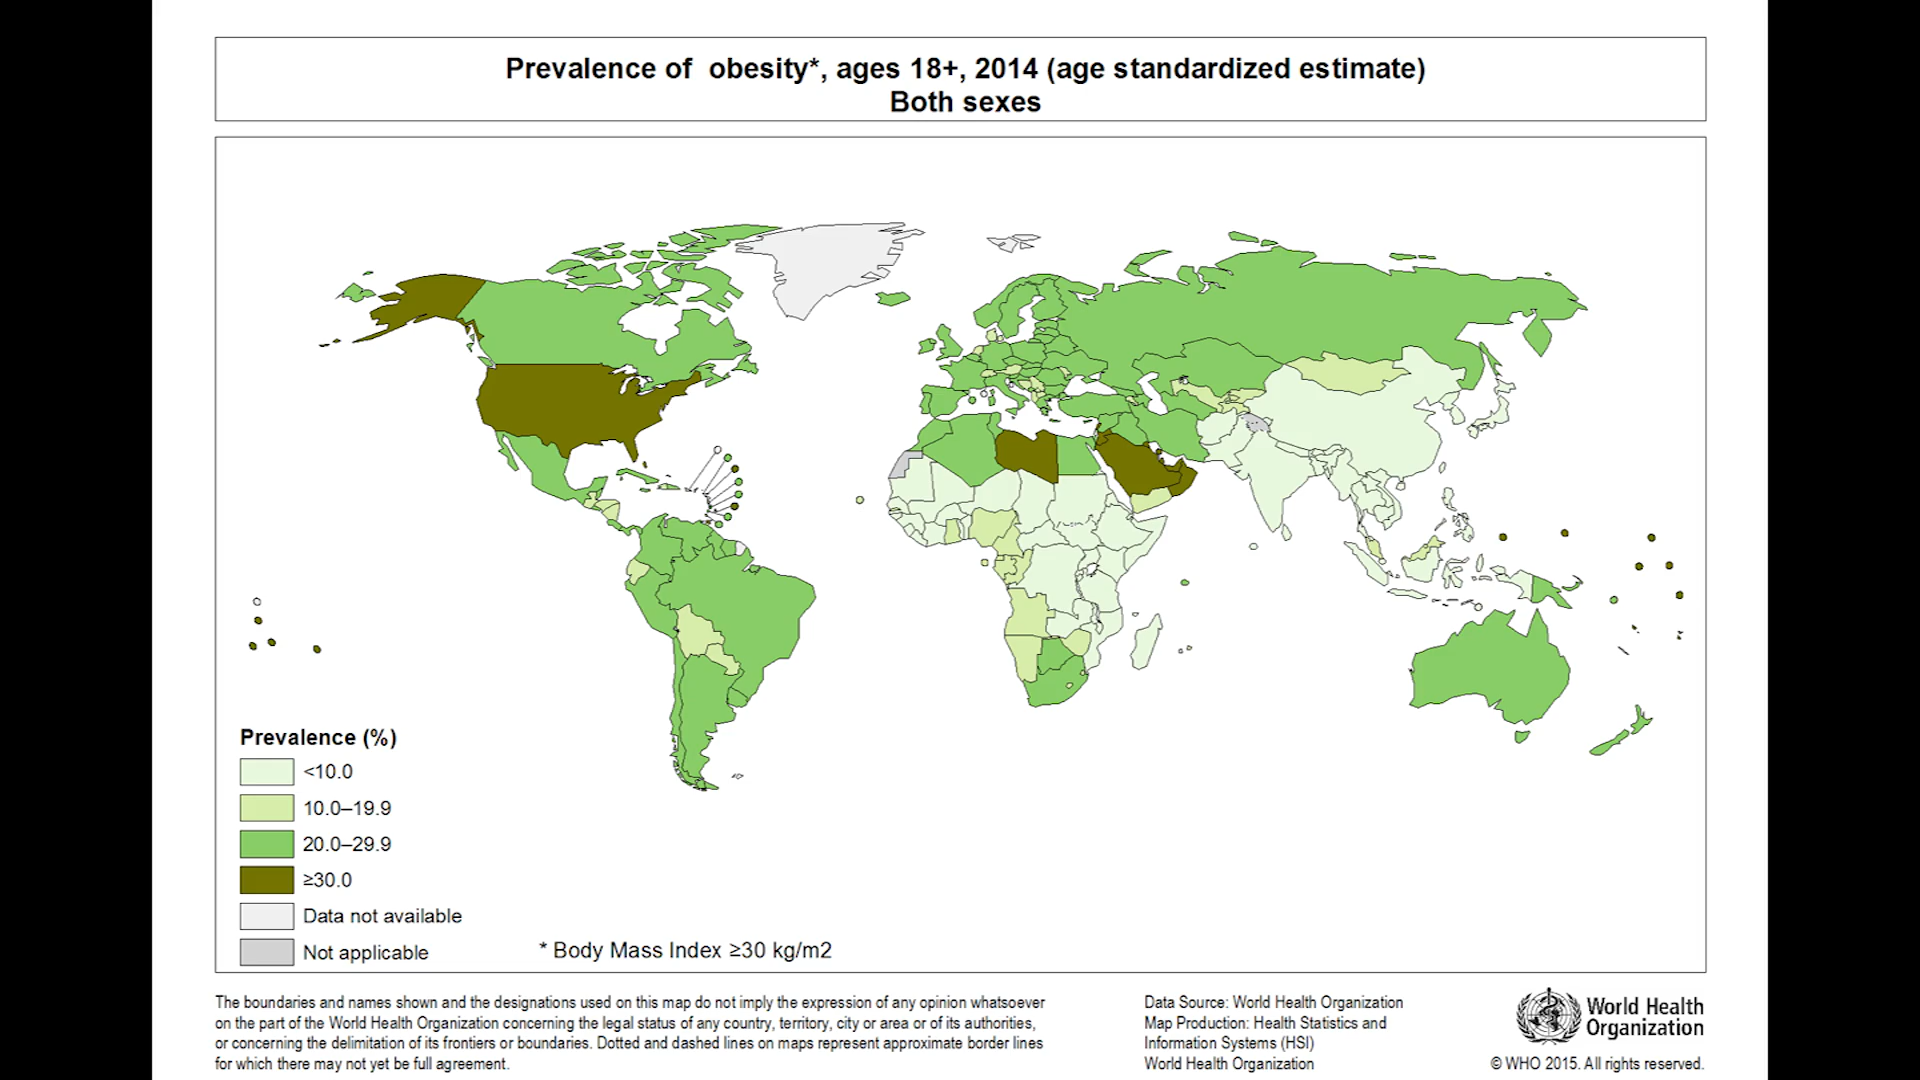 Prevalence of obesity*, ages 18+, 2014 (age standardized estimate)
Both sexes
Prevalence (%)
<10.0
10.0–19.9
20.0–29.9
≥30.0
Data not available
Not applicable
* Body Mass Index ≥30 kg/m2
The boundaries and names shown and the designations used on this map do not imply the expression of any opinion whatsoever
on the part of the World Health Organization concerning the legal status of any country, territory, city or area or of its authorities,
or concerning the delimitation of its frontiers or boundaries. Dotted and dashed lines on maps represent approximate border lines
for which there may not yet be full agreement.
Data Source: World Health Organization
Map Production: Health Statistics and
Information Systems (HSI)
World Health Organization
World Health
Organization
© WHO 2015. All rights reserved.